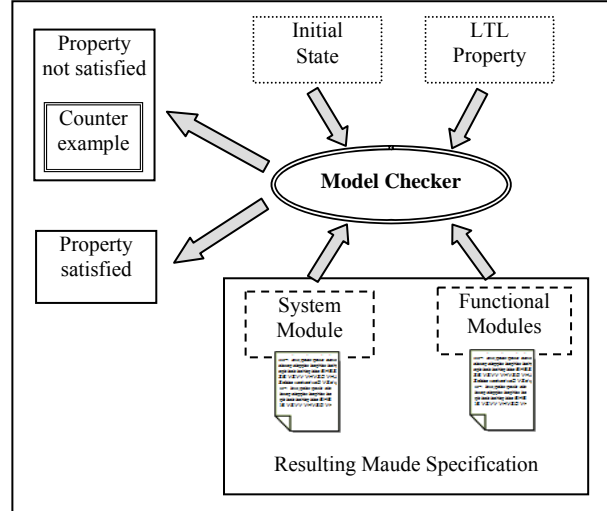 Property
not satisfied
Counter
example
Initial
State
LTL
Property
Model Checker
Property
satisfied
System
Module
Functional
Modules
Resulting Maude Specification